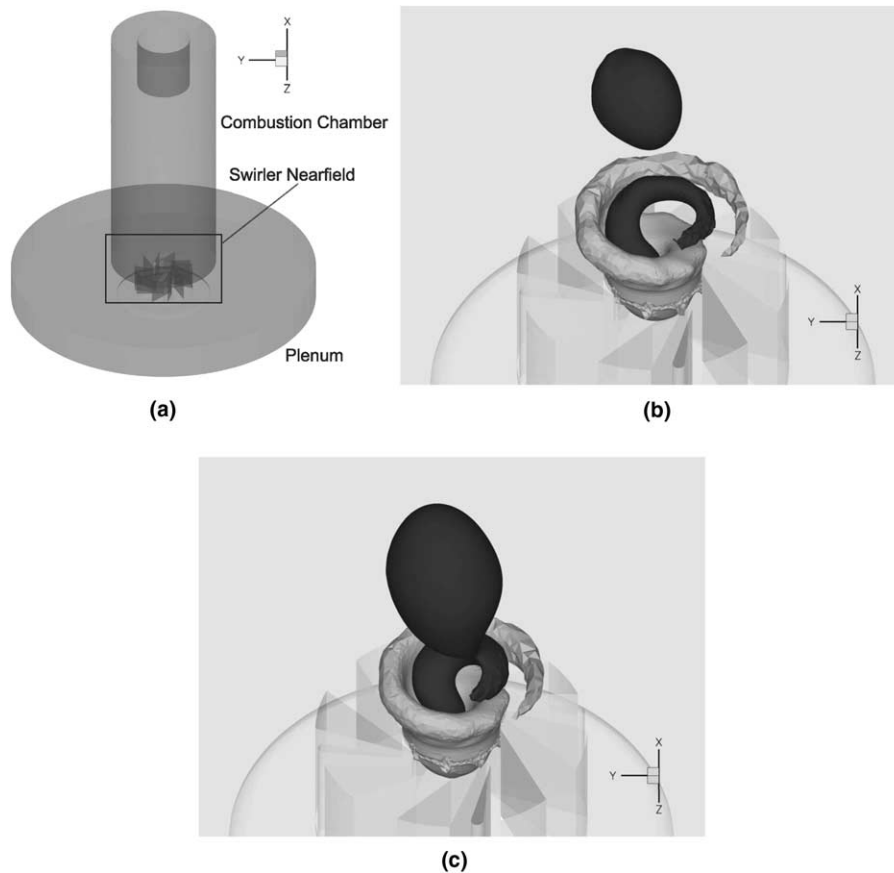 X
Y
Z
Combustion Chamber
Swirler Nearfield
Plenum
(a)
X
Y
Z
(b)
X
Y
Z
(c)